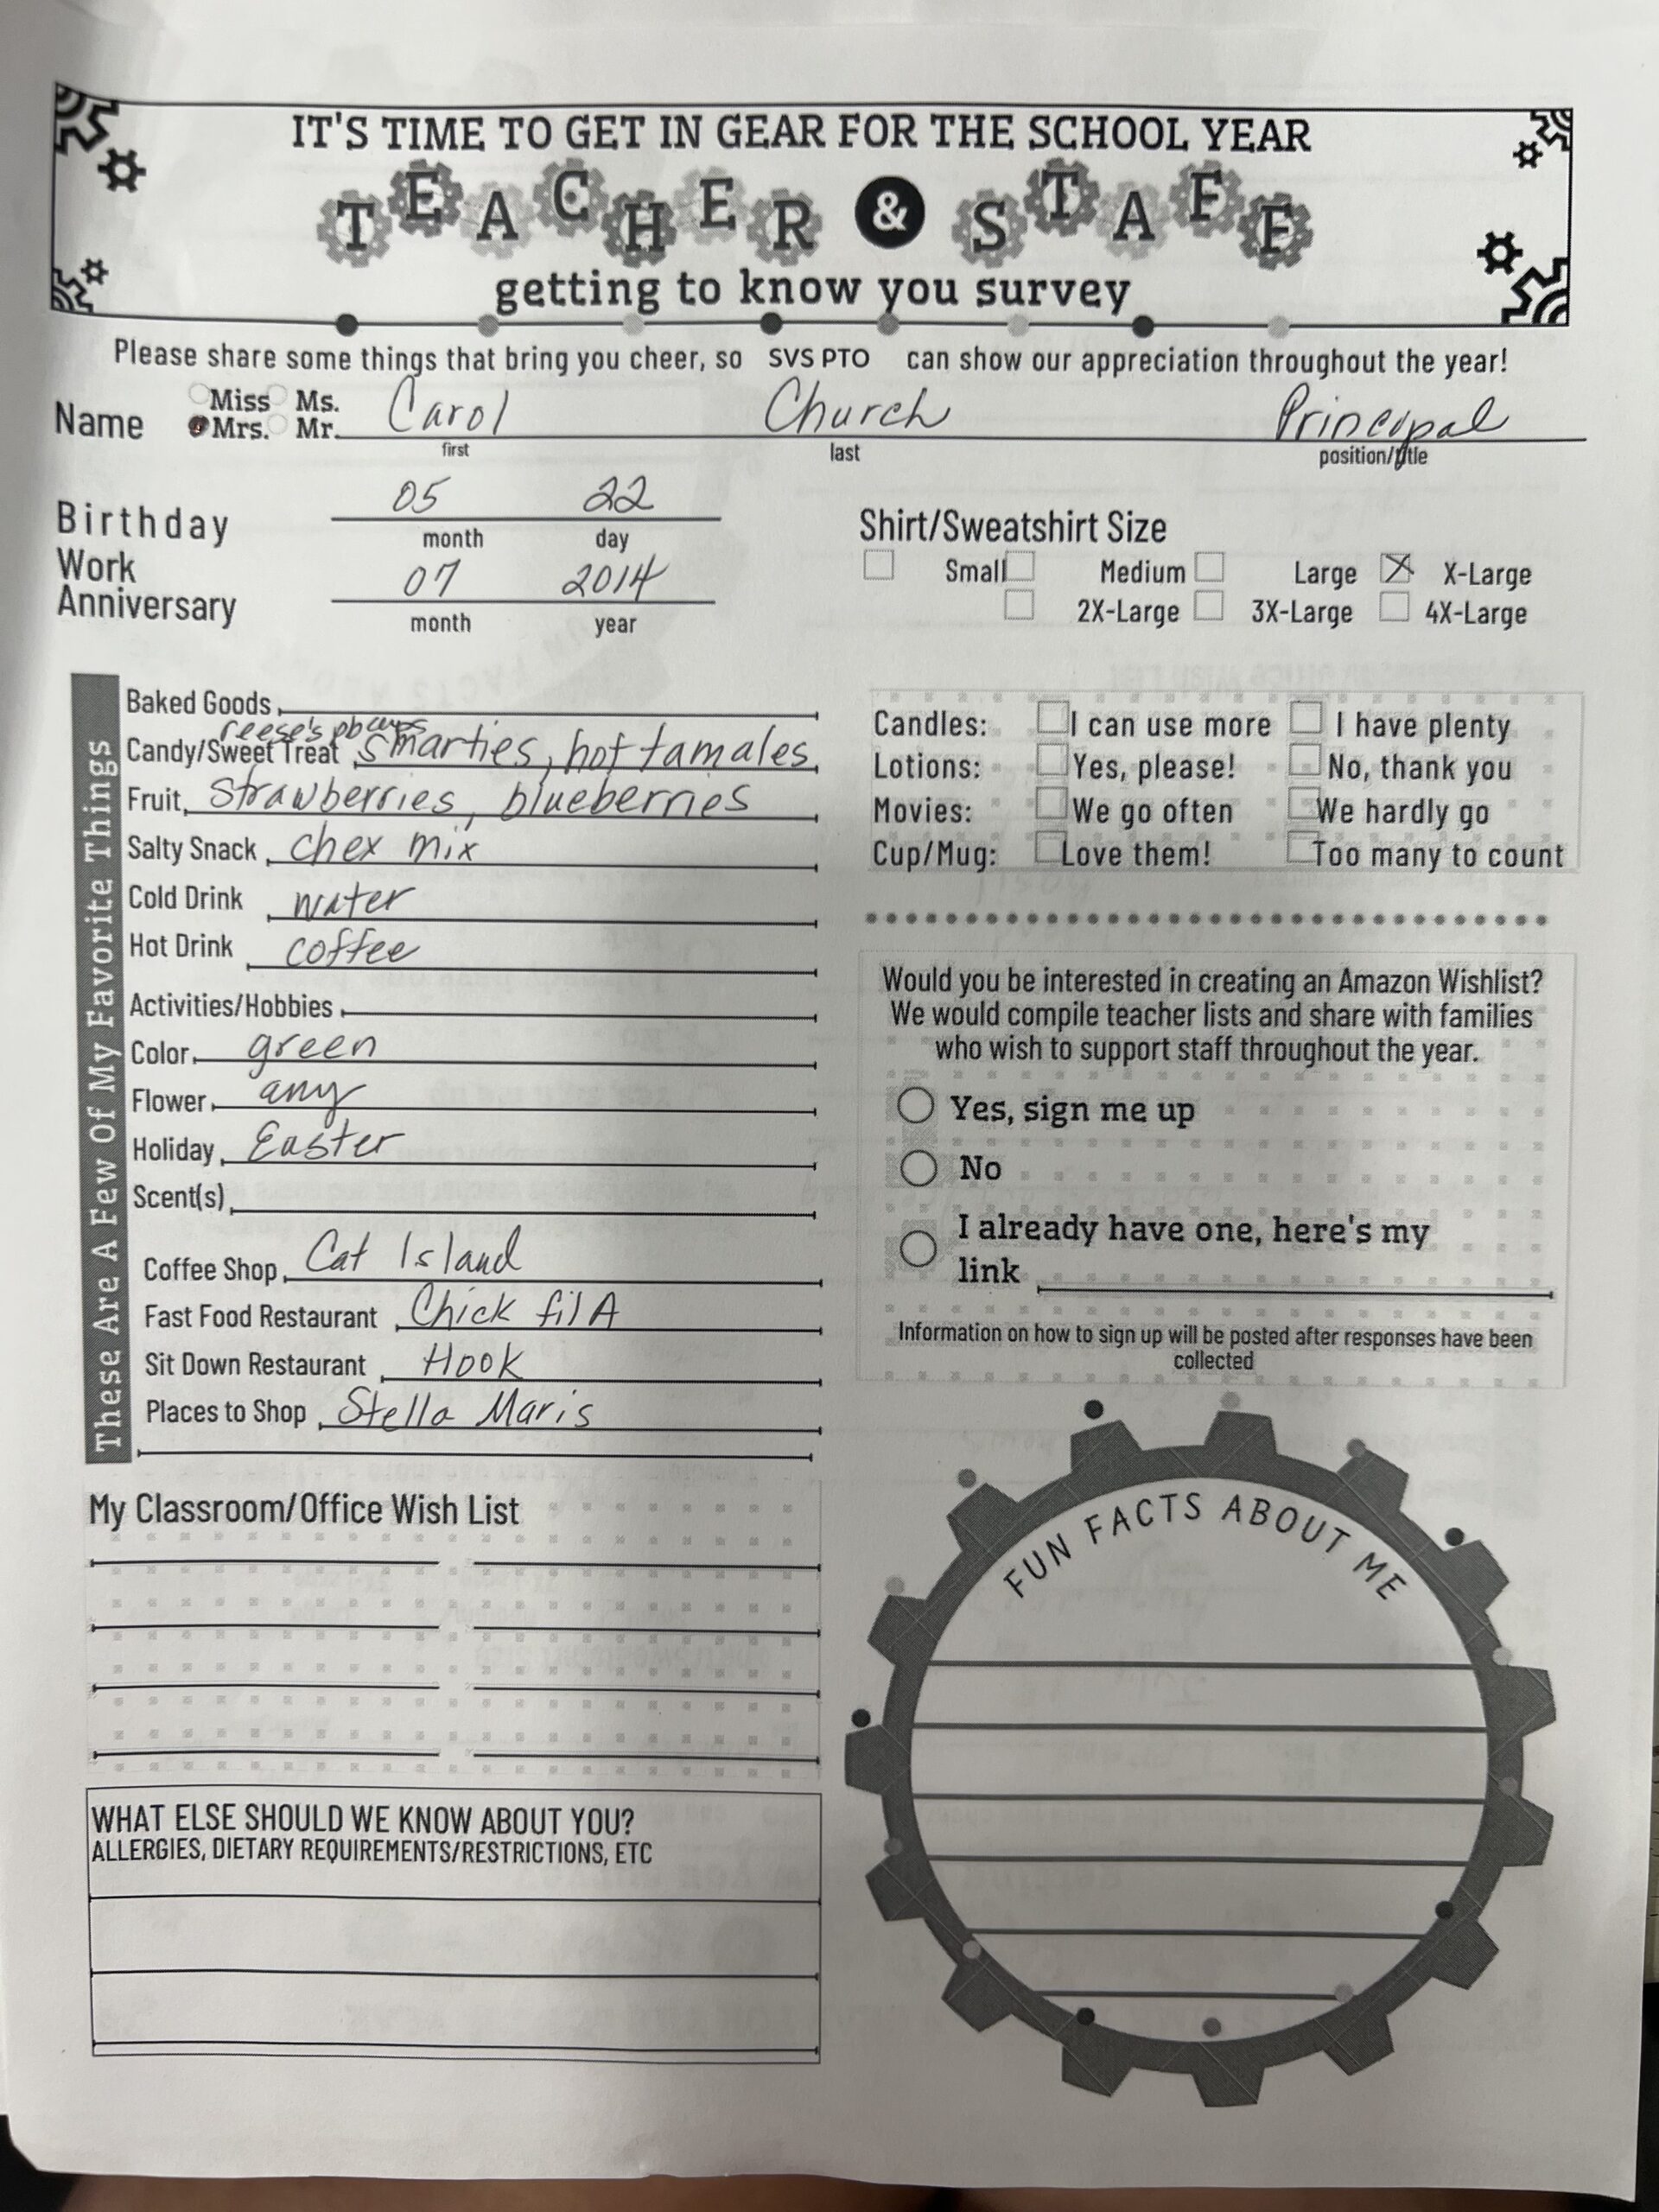 IT'S TIME TO GET IN GEAR FOR THE SCHOOL YEAR
TEACHER & STAFF
getting to know you survey
Please share some things that bring you cheer, so SVS PTO can show our appreciation throughout the year!
Name Miss Ms. Mrs. Mr. Carol Church Principal
first last position/title
Birthday 05 22
month day
Work Anniversary 07 2014
month year
Shirt/Sweatshirt Size
Small Medium Large X X-Large
2X-Large 3X-Large 4X-Large
These Are A Few Of My Favorite Things
Baked Goods
reese's pb cups
Candy/Sweet Treat smarties, hot tamales
Fruit strawberries, blueberries
Salty Snack chex mix
Cold Drink water
Hot Drink coffee
Activities/Hobbies
Color green
Flower any
Holiday Easter
Scent(s)
Coffee Shop Cat Island
Fast Food Restaurant Chick fil A
Sit Down Restaurant Hook
Places to Shop Stella Maris
Candles: I can use more I have plenty
Lotions: Yes, please! No, thank you
Movies: We go often We hardly go
Cup/Mug: Love them! Too many to count
Would you be interested in creating an Amazon Wishlist?
We would compile teacher lists and share with families
who wish to support staff throughout the year.
Yes, sign me up
No
I already have one, here's my
link
Information on how to sign up will be posted after responses have been
collected
My Classroom/Office Wish List
WHAT ELSE SHOULD WE KNOW ABOUT YOU?
ALLERGIES, DIETARY REQUIREMENTS/RESTRICTIONS, ETC
FUN FACTS ABOUT ME